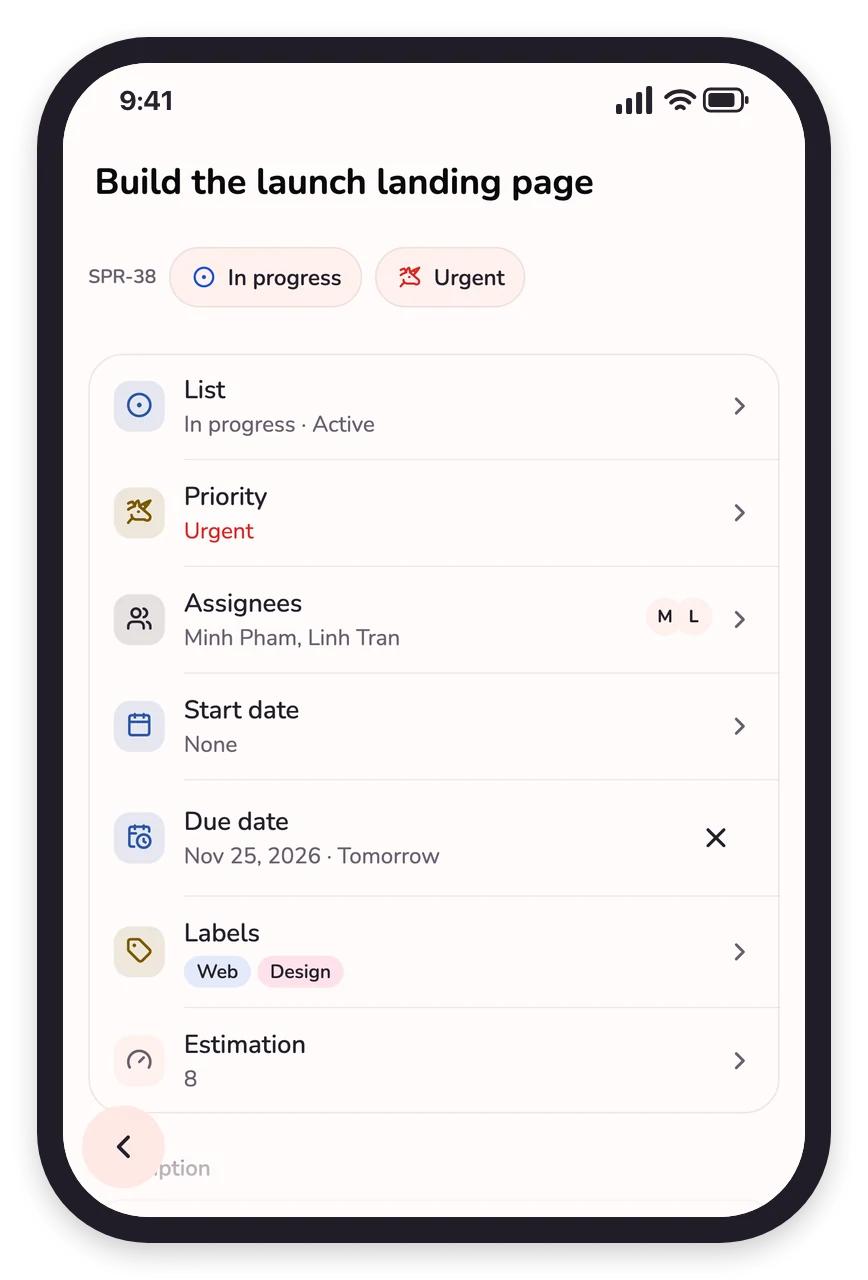 9:41
Build the launch landing page
SPR-38 In progress Urgent
List
In progress · Active
Priority
Urgent
Assignees
Minh Pham, Linh Tran
M L
Start date
None
Due date
Nov 25, 2026 · Tomorrow
Labels
Web Design
Estimation
8